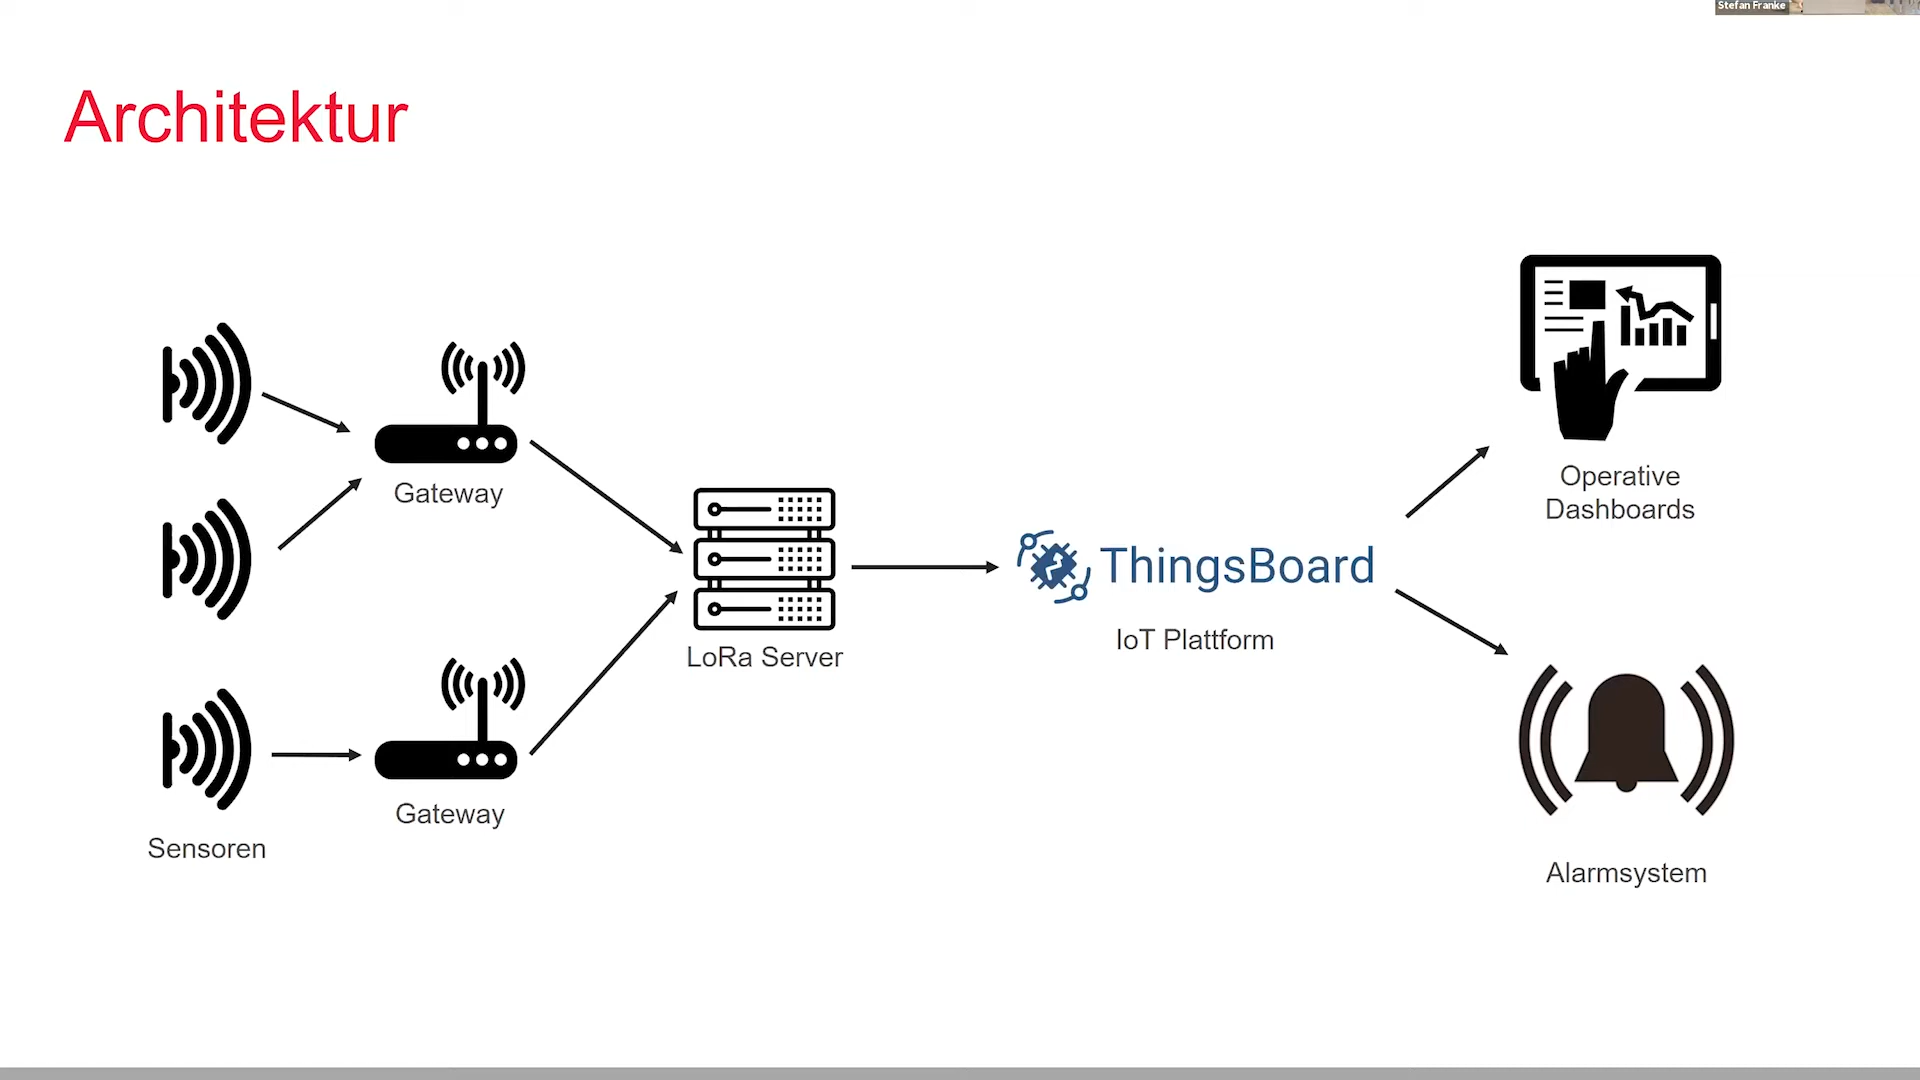 Stefan Franke
Architektur
Gateway
LoRa Server
Gateway
Sensoren
ThingsBoard
IoT Plattform
Operative
Dashboards
Alarmsystem